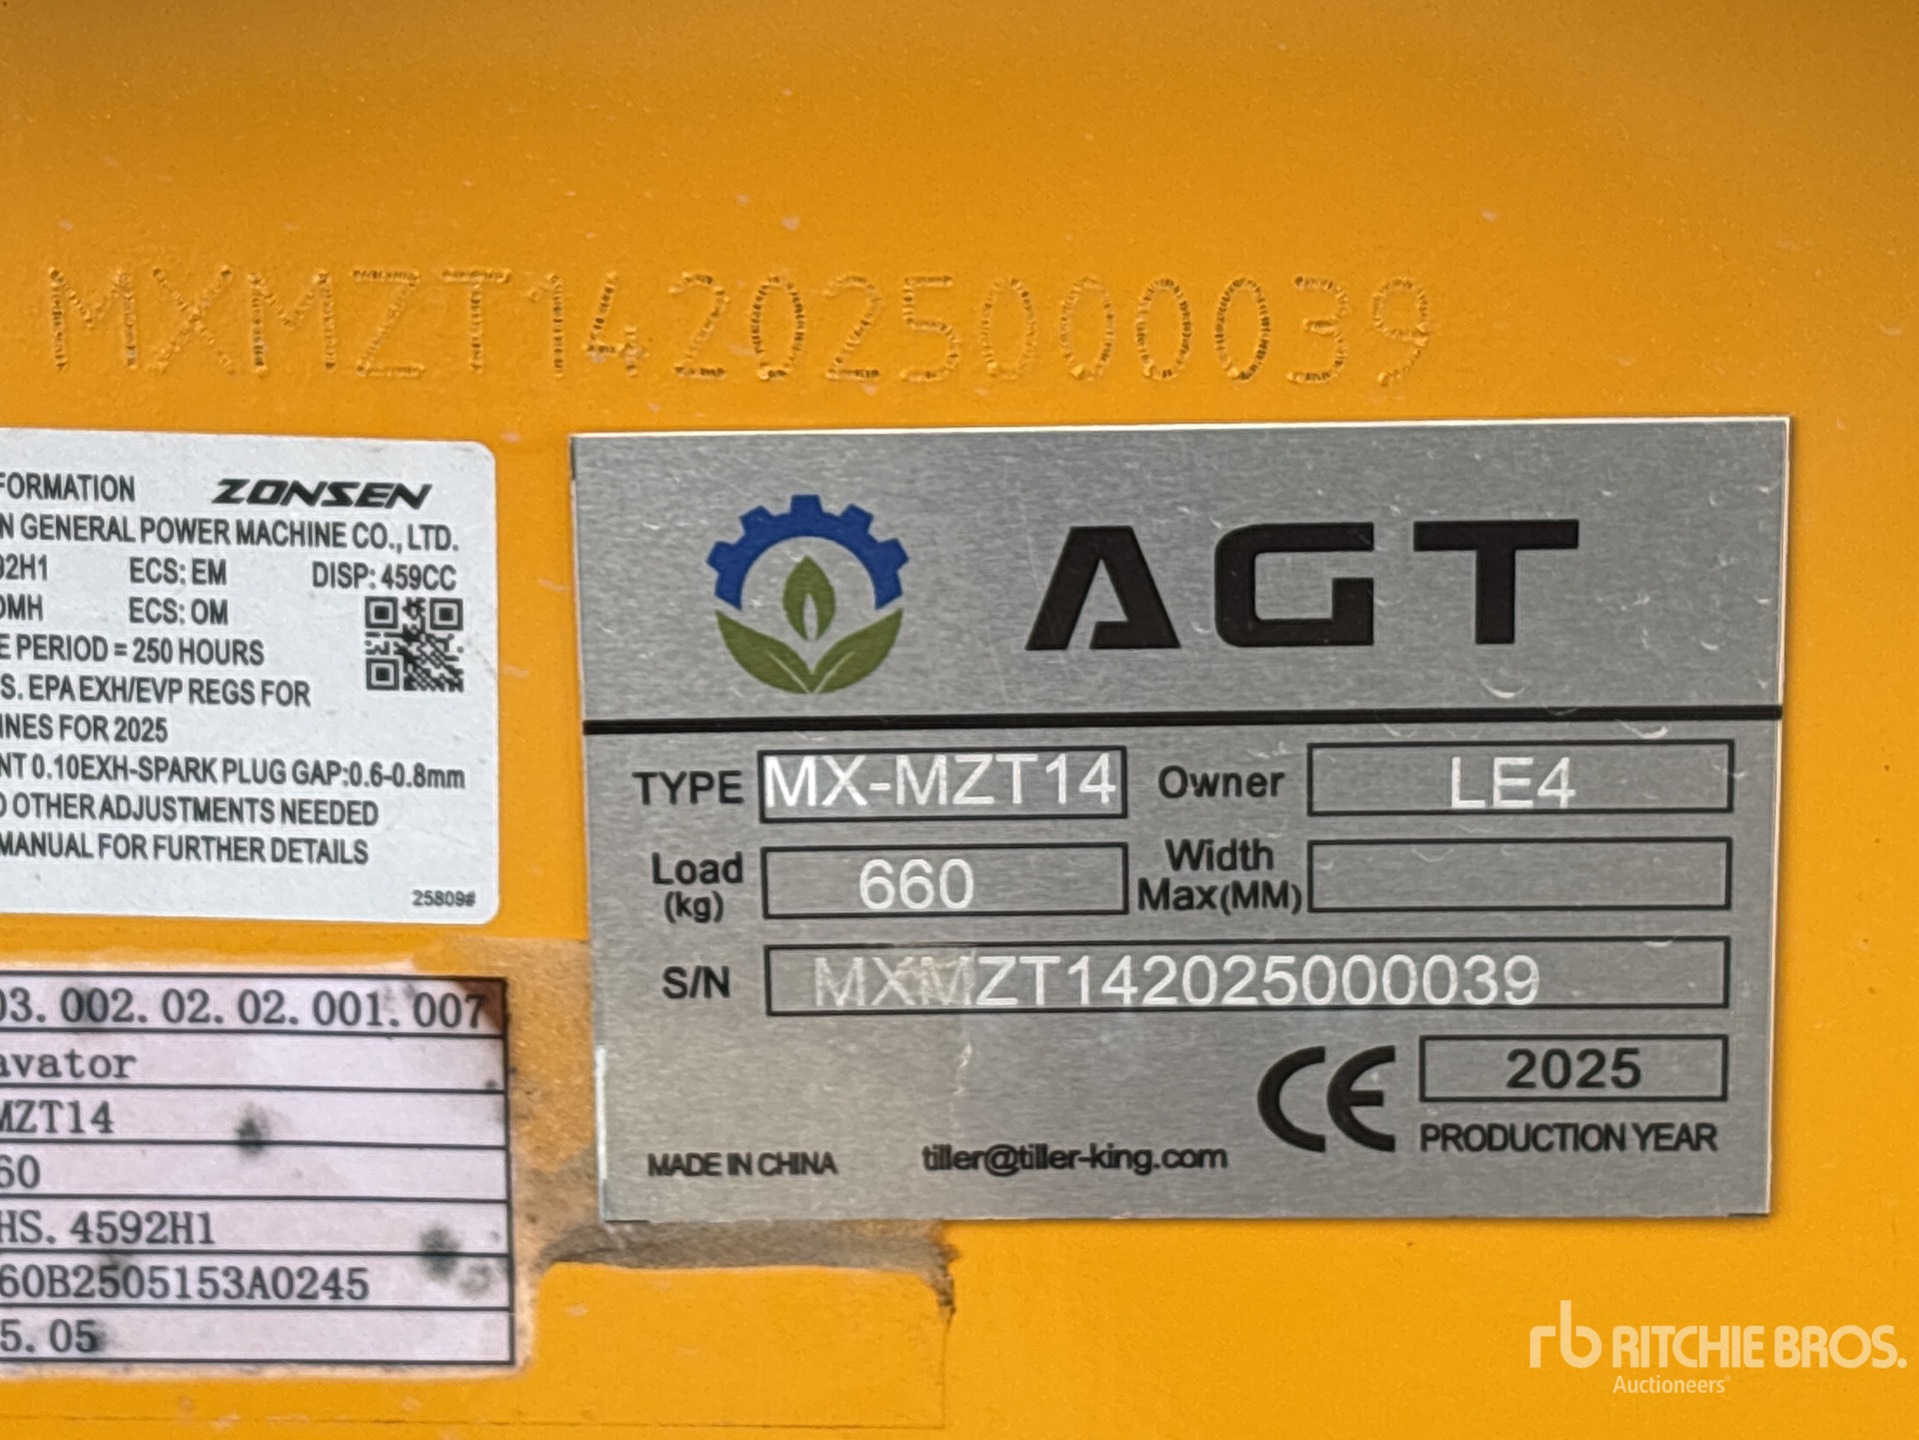 MXMZT142025000039
FORMATION ZONSEN
N GENERAL POWER MACHINE CO., LTD.
92H1 ECS: EM DISP: 459CC
OMH ECS: OM
E PERIOD = 250 HOURS
S. EPA EXH/EVP REGS FOR
INES FOR 2025
NT 0.10EXH-SPARK PLUG GAP:0.6-0.8mm
D OTHER ADJUSTMENTS NEEDED
MANUAL FOR FURTHER DETAILS
25809#
03. 002. 02. 02. 001. 007
avator
MZT14
60
HS. 4592H1
60B2505153A0245
5. 05
AGT
TYPE MX-MZT14 Owner LE4
Load (kg) 660 Width Max(MM)
S/N MXMZT142025000039
CE 2025
PRODUCTION YEAR
MADE IN CHINA tiller@tiller-king.com
rb RITCHIE BROS.
Auctioneers